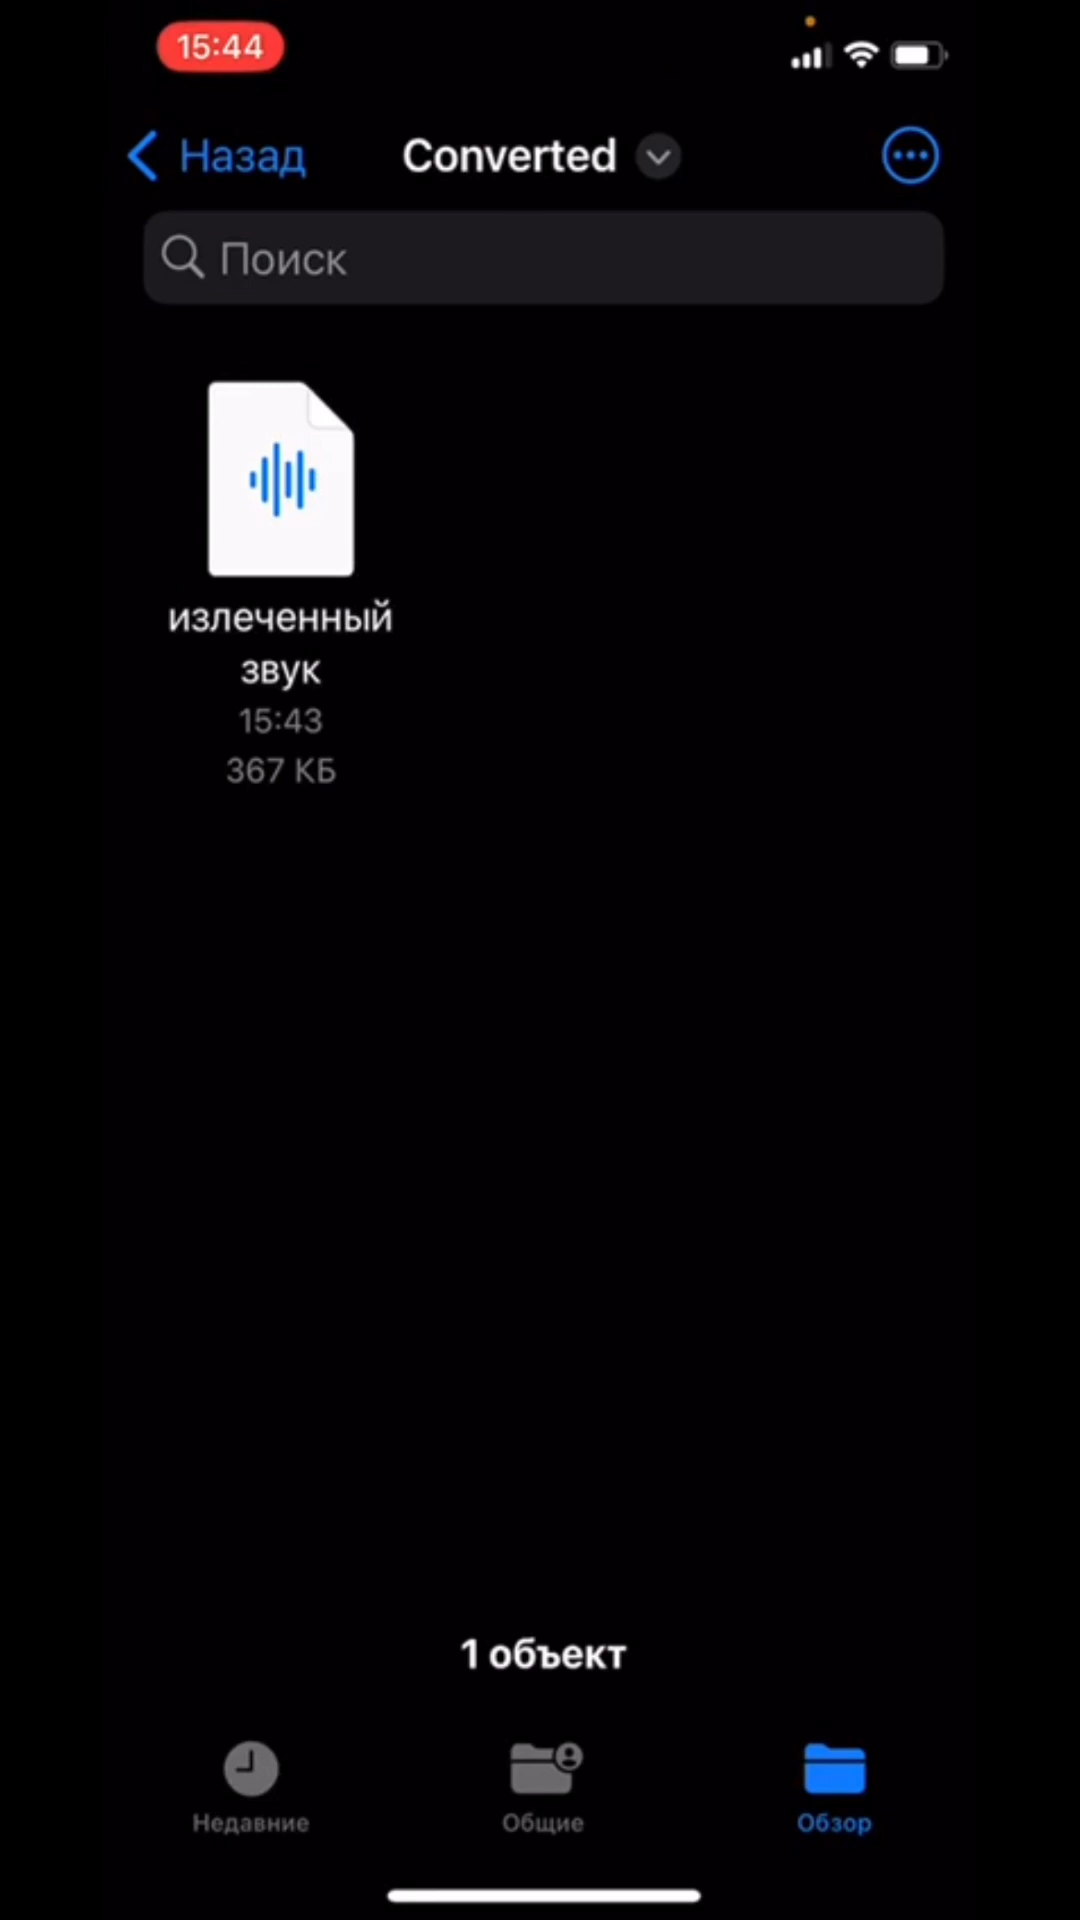 15:44
Назад
Converted
Поиск
излеченный
звук
15:43
367 КБ
1 объект
Недавние
Общие
Обзор